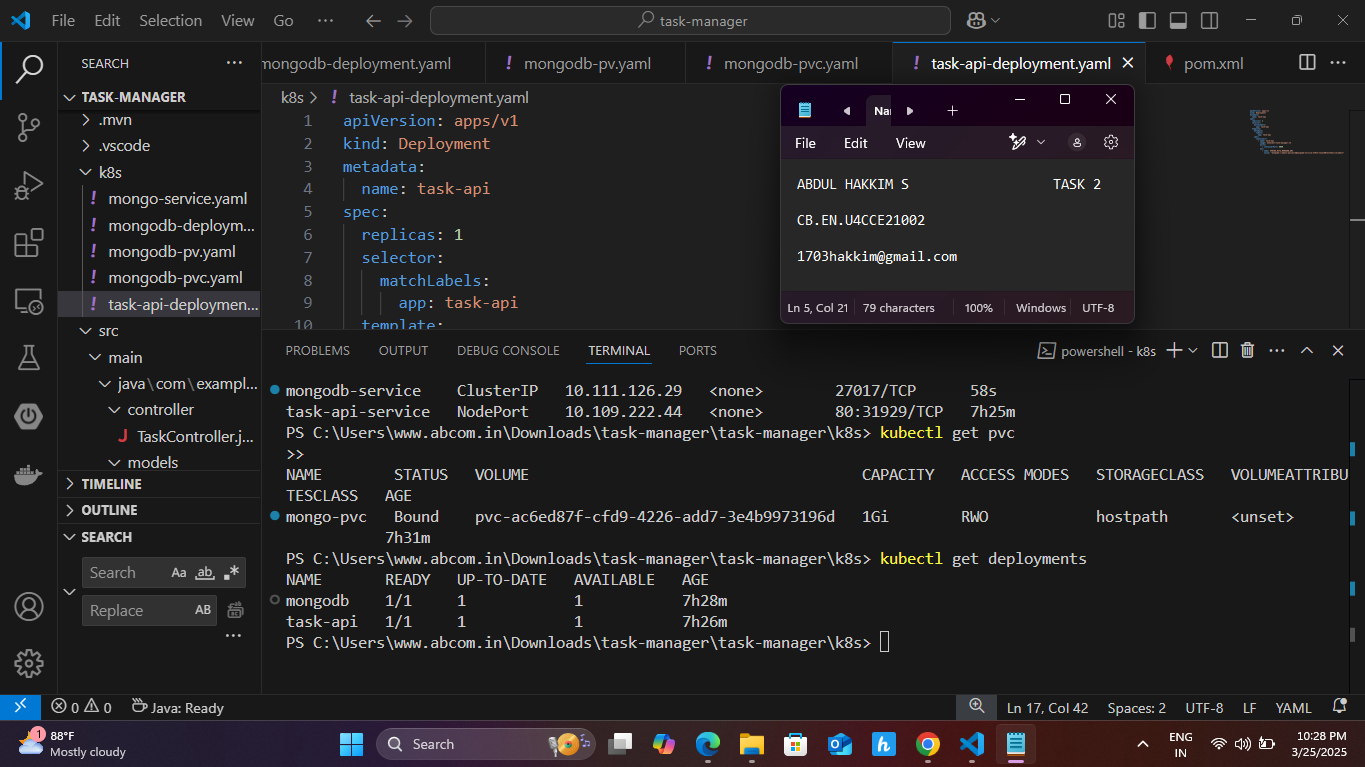 File Edit Selection View Go ··· task-manager
SEARCH ···
TASK-MANAGER
.mvn
.vscode
k8s
! mongo-service.yaml
! mongodb-deploym...
! mongodb-pv.yaml
! mongodb-pvc.yaml
! task-api-deploymen...
src
main
java\com\exampl...
controller
J TaskController.j...
models
TIMELINE
OUTLINE
SEARCH
Search Aa ab .*
Replace AB
···
mongodb-deployment.yaml ! mongodb-pv.yaml ! mongodb-pvc.yaml ! task-api-deployment.yaml pom.xml ···
k8s > ! task-api-deployment.yaml
1 apiVersion: apps/v1
2 kind: Deployment
3 metadata:
4 name: task-api
5 spec:
6 replicas: 1
7 selector:
8 matchLabels:
9 app: task-api
10 template:
Nar
File Edit View
ABDUL HAKKIM S TASK 2
CB.EN.U4CCE21002
1703hakkim@gmail.com
Ln 5, Col 21 79 characters 100% Windows UTF-8
PROBLEMS OUTPUT DEBUG CONSOLE TERMINAL PORTS powershell - k8s ···
mongodb-service ClusterIP 10.111.126.29 <none> 27017/TCP 58s
task-api-service NodePort 10.109.222.44 <none> 80:31929/TCP 7h25m
PS C:\Users\www.abcom.in\Downloads\task-manager\task-manager\k8s> kubectl get pvc
>>
NAME STATUS VOLUME CAPACITY ACCESS MODES STORAGECLASS VOLUMEATTRIBU
TESCLASS AGE
mongo-pvc Bound pvc-ac6ed87f-cfd9-4226-add7-3e4b9973196d 1Gi RWO hostpath <unset>
7h31m
PS C:\Users\www.abcom.in\Downloads\task-manager\task-manager\k8s> kubectl get deployments
NAME READY UP-TO-DATE AVAILABLE AGE
mongodb 1/1 1 1 7h28m
task-api 1/1 1 1 7h26m
PS C:\Users\www.abcom.in\Downloads\task-manager\task-manager\k8s>
0 0 Java: Ready Ln 17, Col 42 Spaces: 2 UTF-8 LF YAML
1 88°F
Mostly cloudy
Search
ENG
IN
10:28 PM
3/25/2025